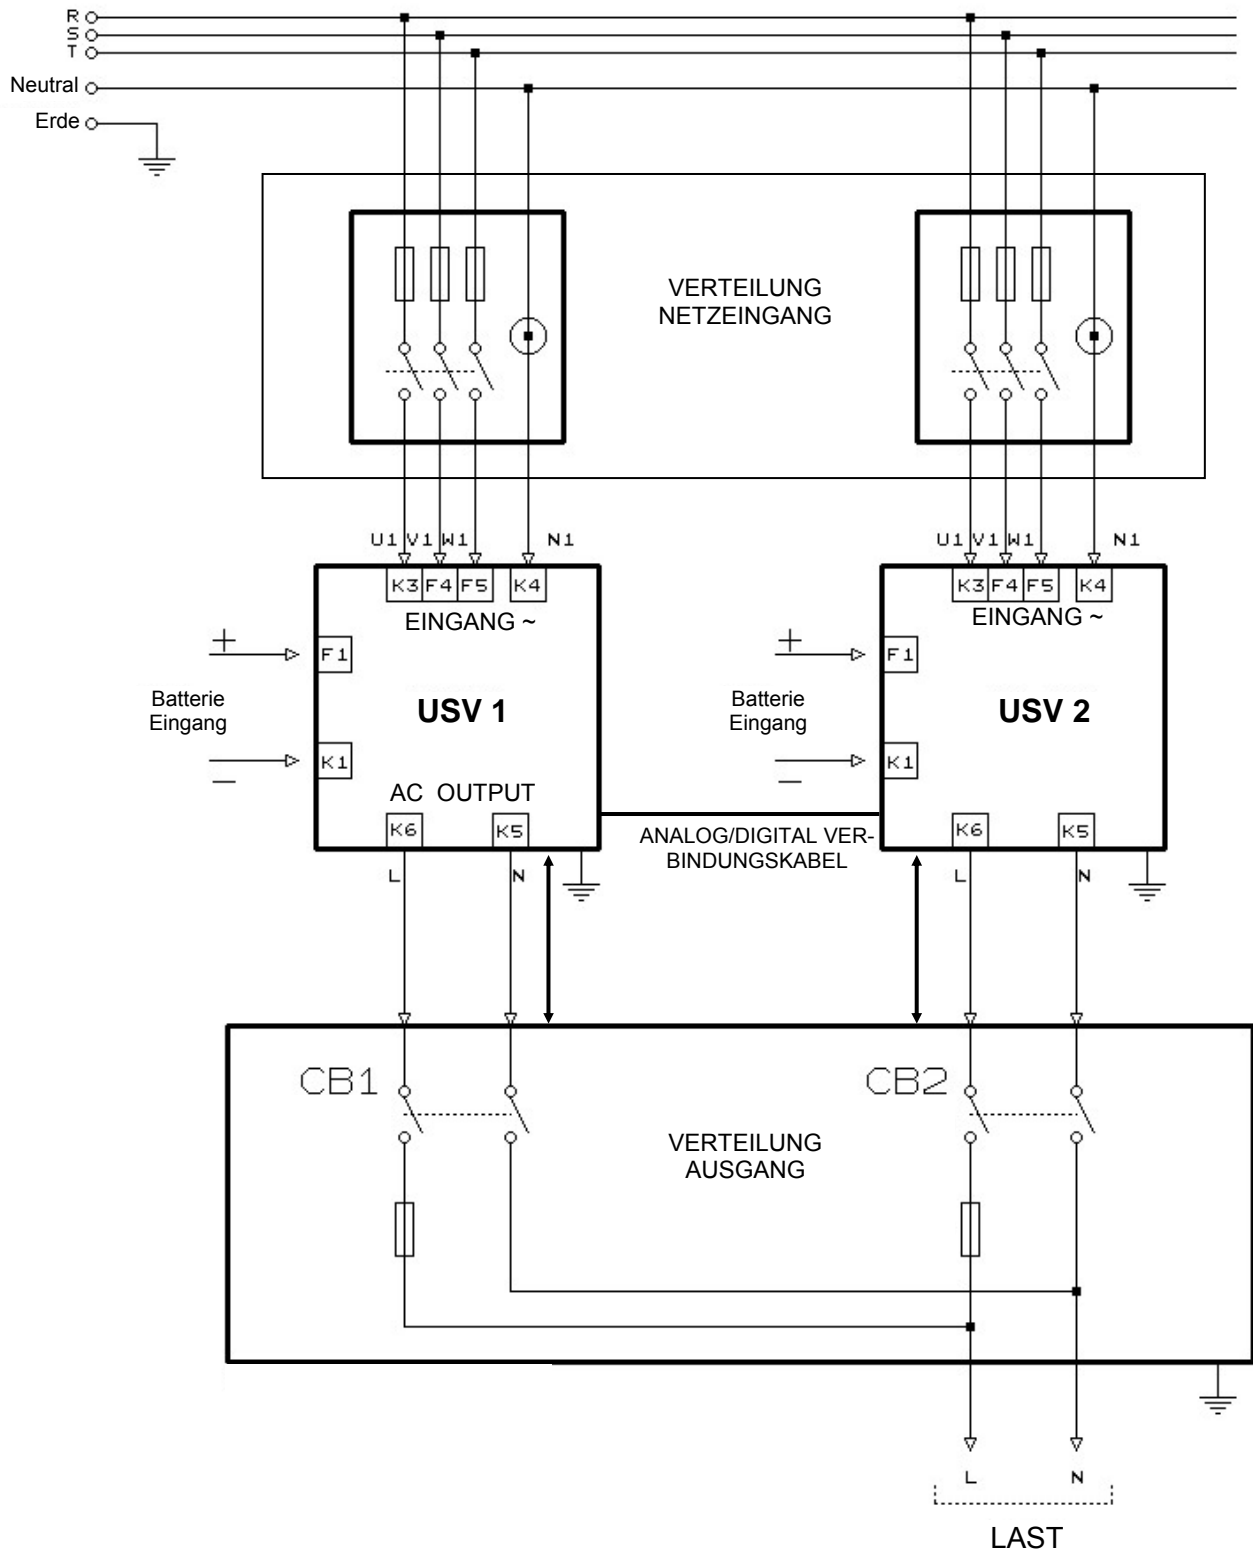 R
S
T
Neutral
Erde
VERTEILUNG
NETZEINGANG
U1 V1 W1 N1
U1 V1 W1 N1
K3 F4 F5 K4
EINGANG ~
K3 F4 F5 K4
EINGANG ~
+
F1
+
F1
Batterie
Eingang
USV 1
Batterie
Eingang
USV 2
K1
–
K1
–
AC OUTPUT
K6 K5
K6 K5
ANALOG/DIGITAL VER-
BINDUNGSKABEL
L N
L N
CB1
CB2
VERTEILUNG
AUSGANG
L N
LAST